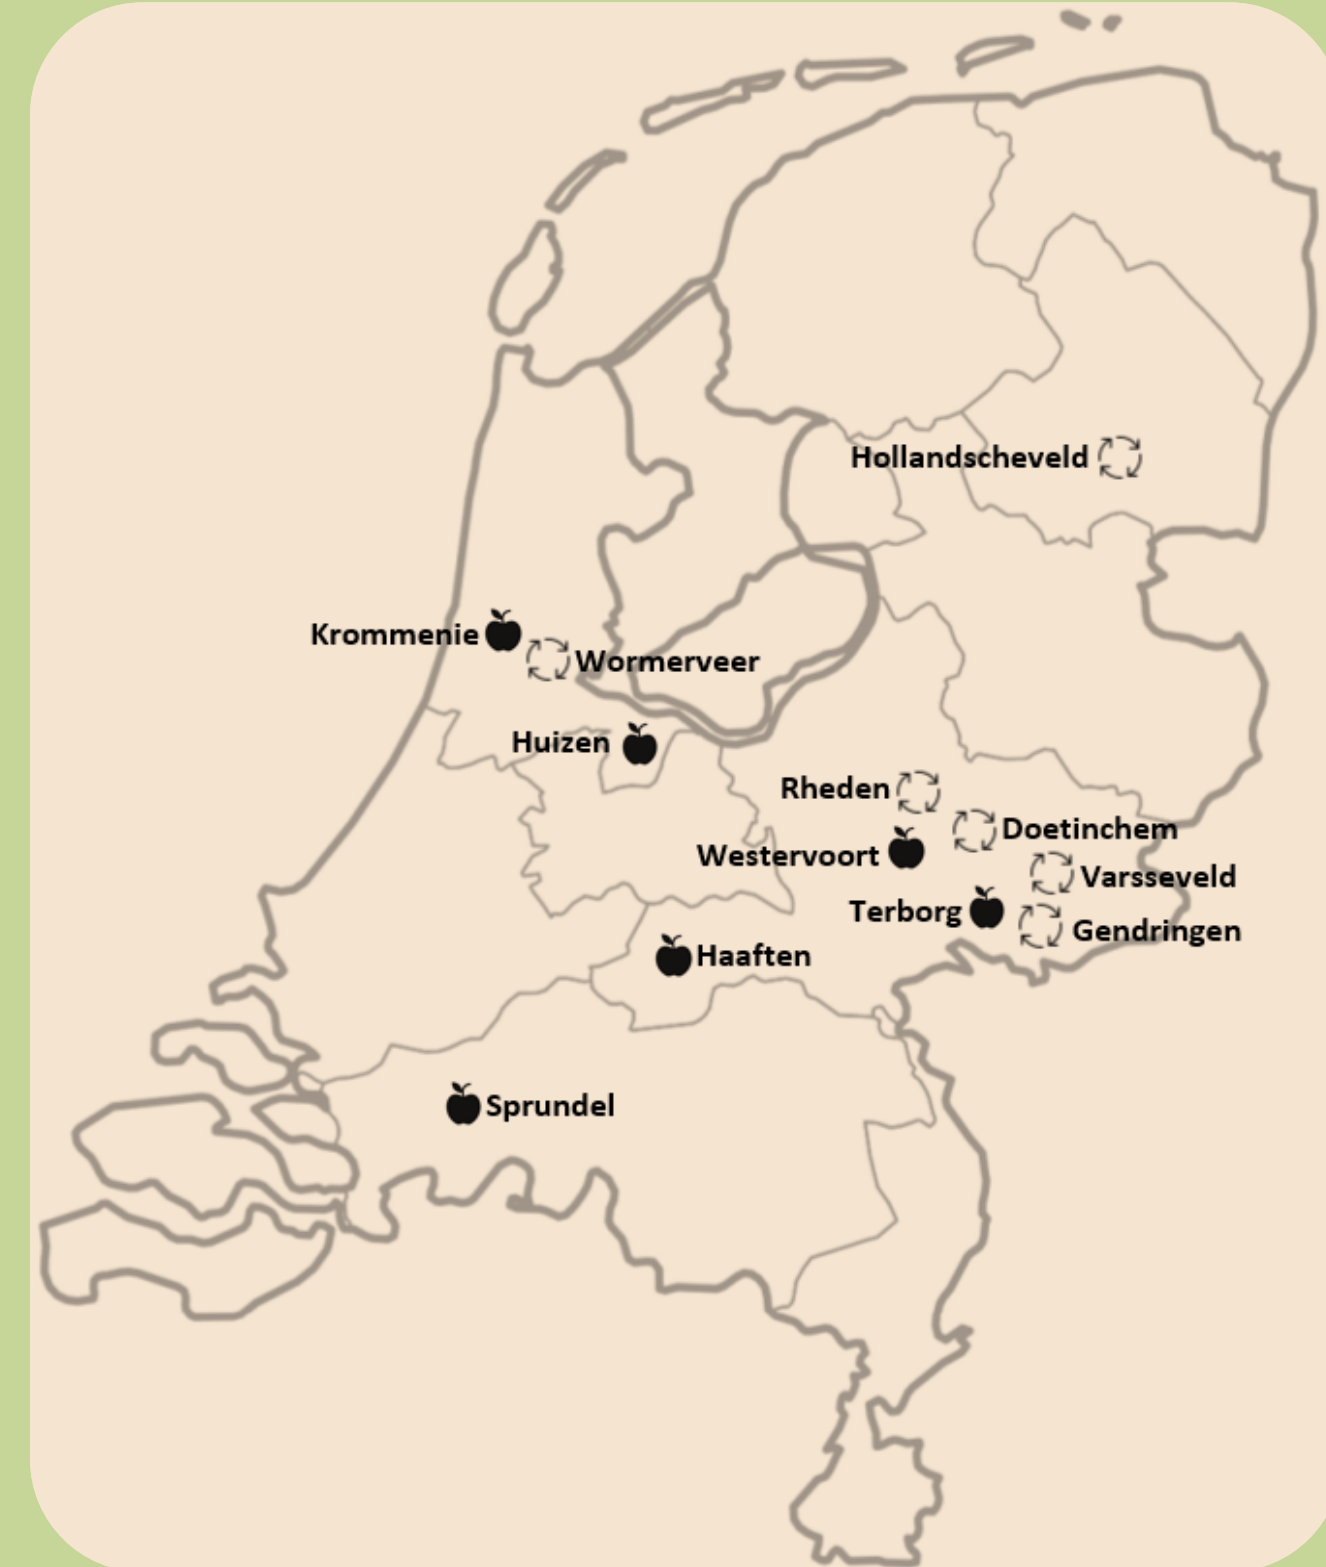 Hollandscheveld
Krommenie
Wormerveer
Huizen
Rheden
Doetinchem
Westervoort
Varsseveld
Terborg
Gendringen
Haaften
Sprundel